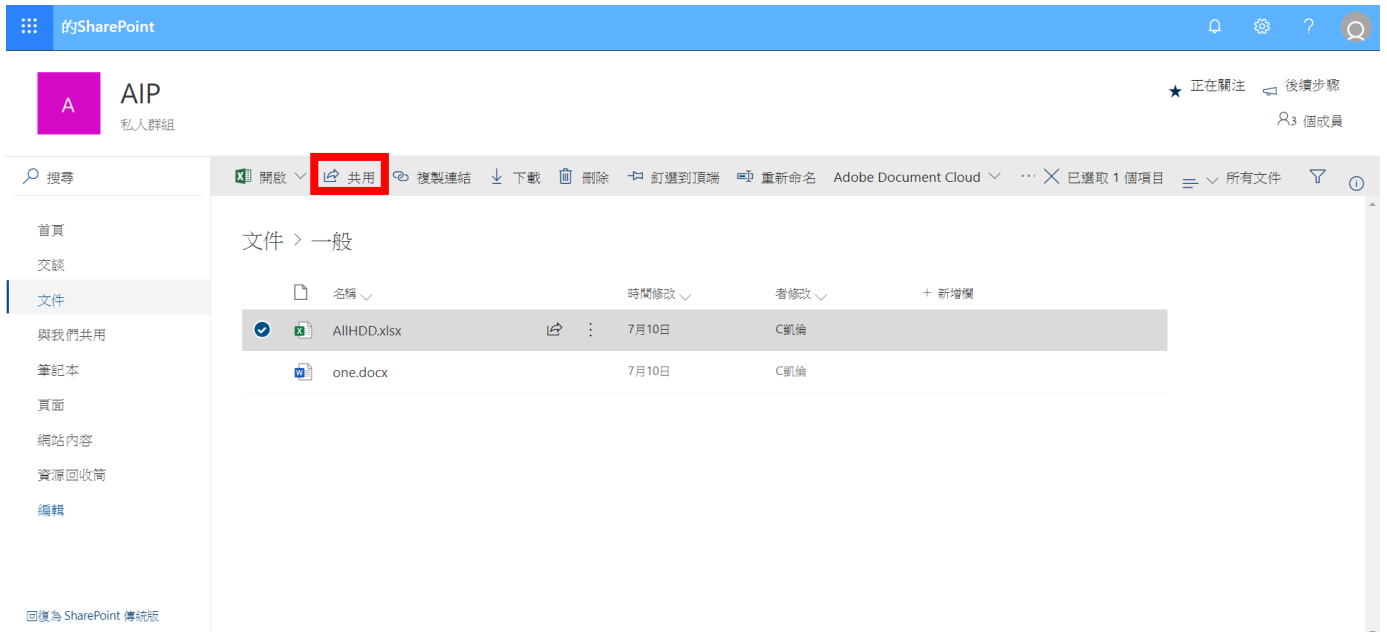 的SharePoint
A
AIP
私人群組
正在關注 後續步驟
3 個成員
搜尋
開啟 共用 複製連結 下載 刪除 釘選到頂端 重新命名 Adobe Document Cloud ··· 已選取 1 個項目 所有文件
首頁
交談
文件
與我們共用
筆記本
頁面
網站內容
資源回收筒
編輯
回復為 SharePoint 傳統版
文件 > 一般
名稱 時間修改 者修改 + 新增欄
AllHDD.xlsx 7月10日 C凱倫
one.docx 7月10日 C凱倫